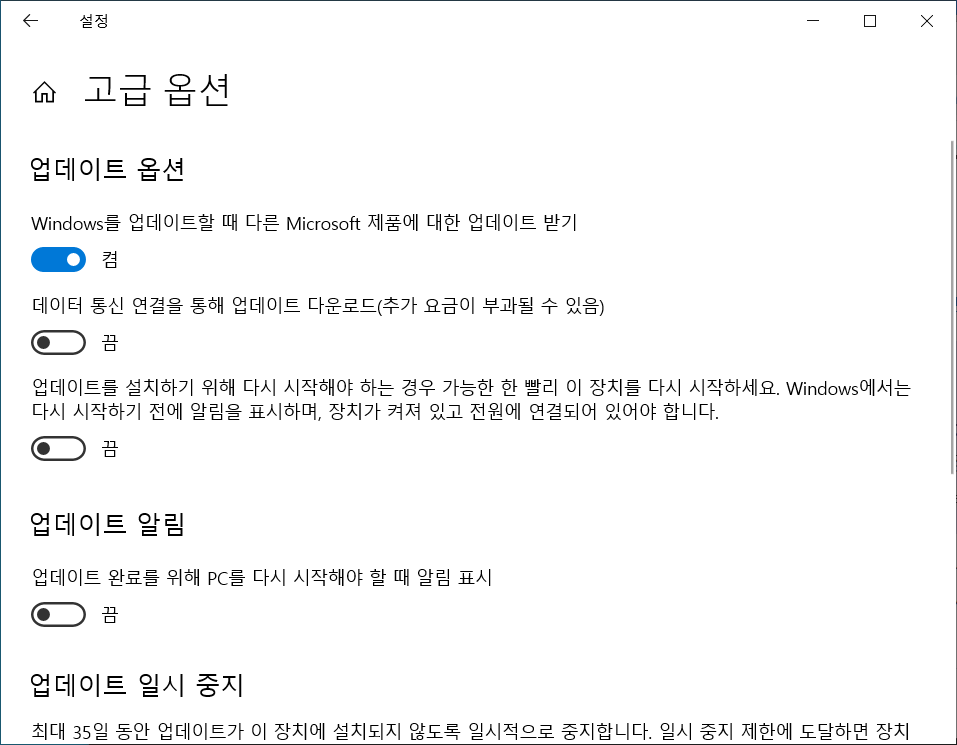 설정
고급 옵션
업데이트 옵션
Windows를 업데이트할 때 다른 Microsoft 제품에 대한 업데이트 받기
켬
데이터 통신 연결을 통해 업데이트 다운로드(추가 요금이 부과될 수 있음)
끔
업데이트를 설치하기 위해 다시 시작해야 하는 경우 가능한 한 빨리 이 장치를 다시 시작하세요. Windows에서는
다시 시작하기 전에 알림을 표시하며, 장치가 켜져 있고 전원에 연결되어 있어야 합니다.
끔
업데이트 알림
업데이트 완료를 위해 PC를 다시 시작해야 할 때 알림 표시
끔
업데이트 일시 중지
최대 35일 동안 업데이트가 이 장치에 설치되지 않도록 일시적으로 중지합니다. 일시 중지 제한에 도달하면 장치